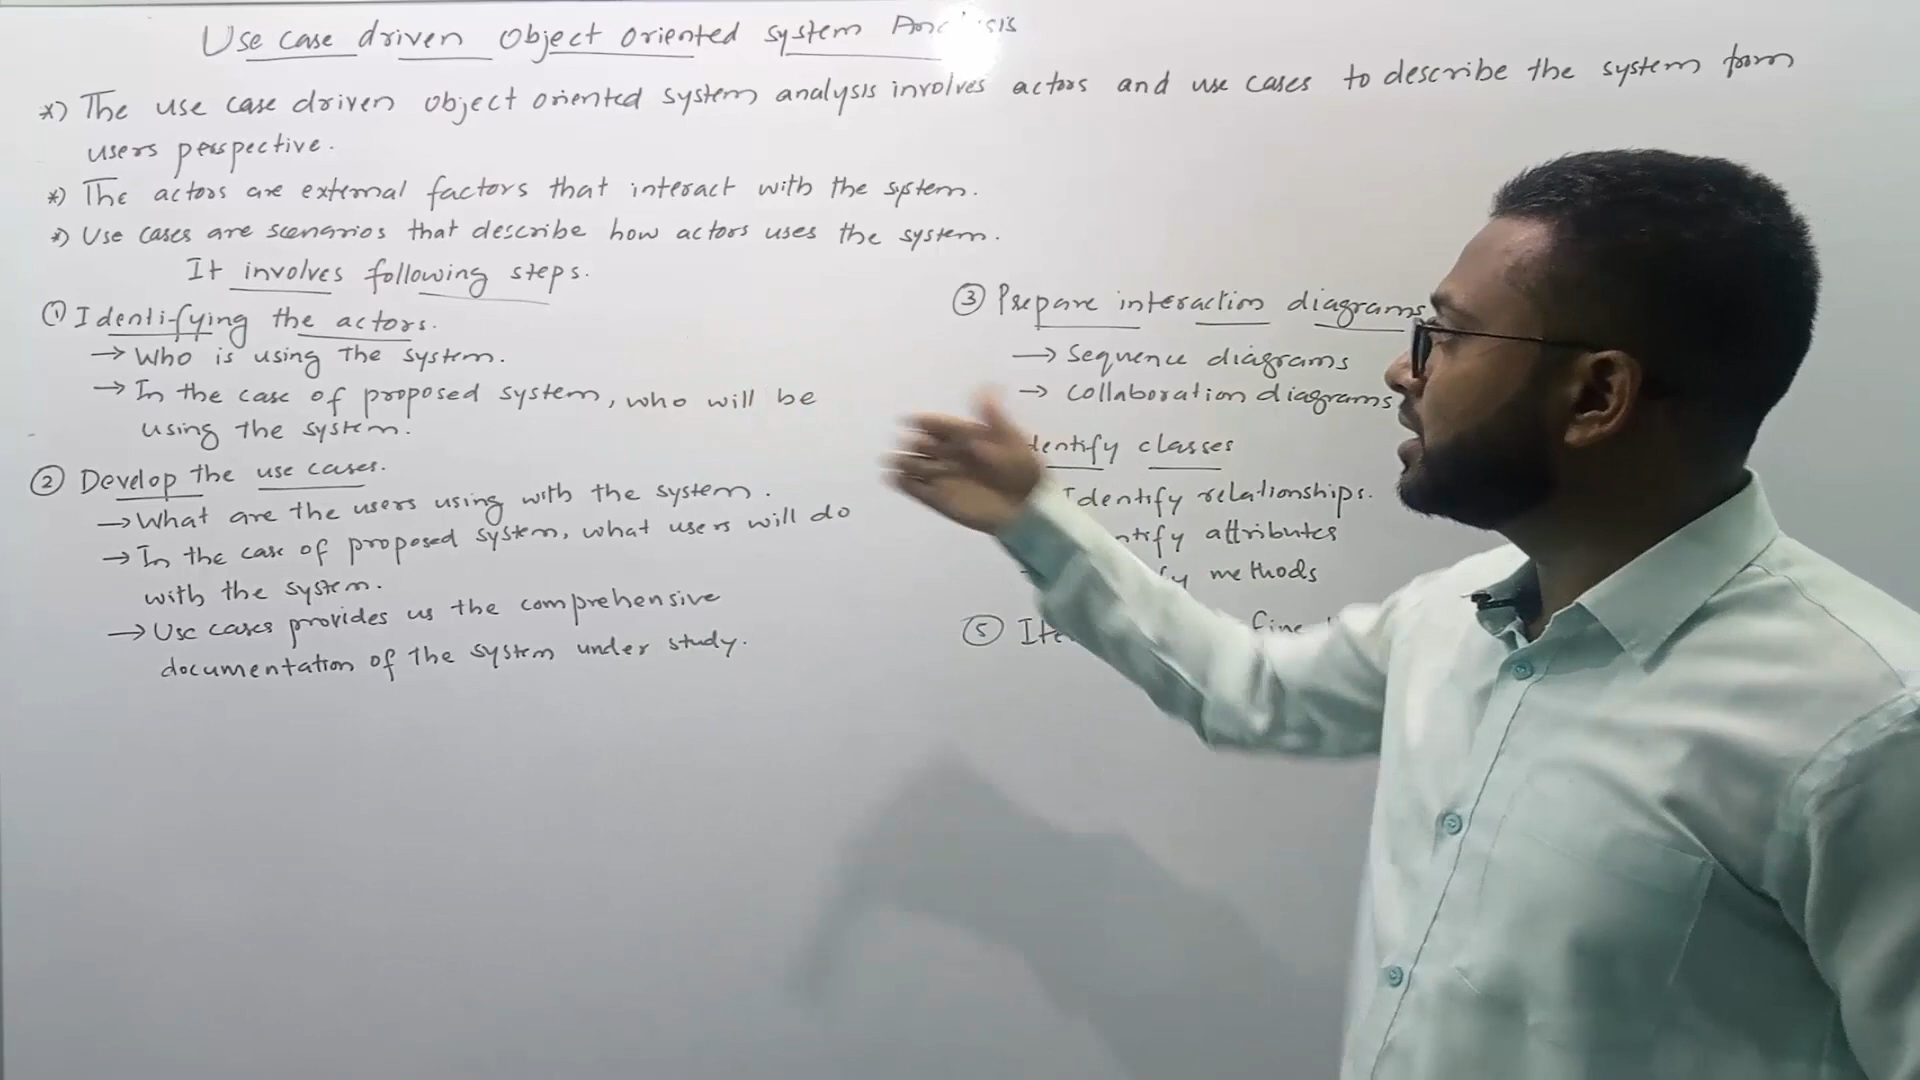 Use case driven object oriented system
*) The use case driven object oriented system analysis involves actors and use cases to describe the system from
users perspective.
*) The actors are external factors that interact with the system.
*) Use cases are scenarios that describe how actors uses the system.
It involves following steps.
① Identifying the actors.
→ Who is using the system.
→ In the case of proposed system, who will be
using the system.
② Develop the use cases.
→ What are the users using with the system.
→ In the case of proposed system, what users will do
with the system.
→ Use cases provides us the comprehensive
documentation of the system under study.
③ Prepare interaction diagrams
→ Sequence diagrams
→ Collaboration diagrams
classes
Identify relationships.
attributes
methods
⑤